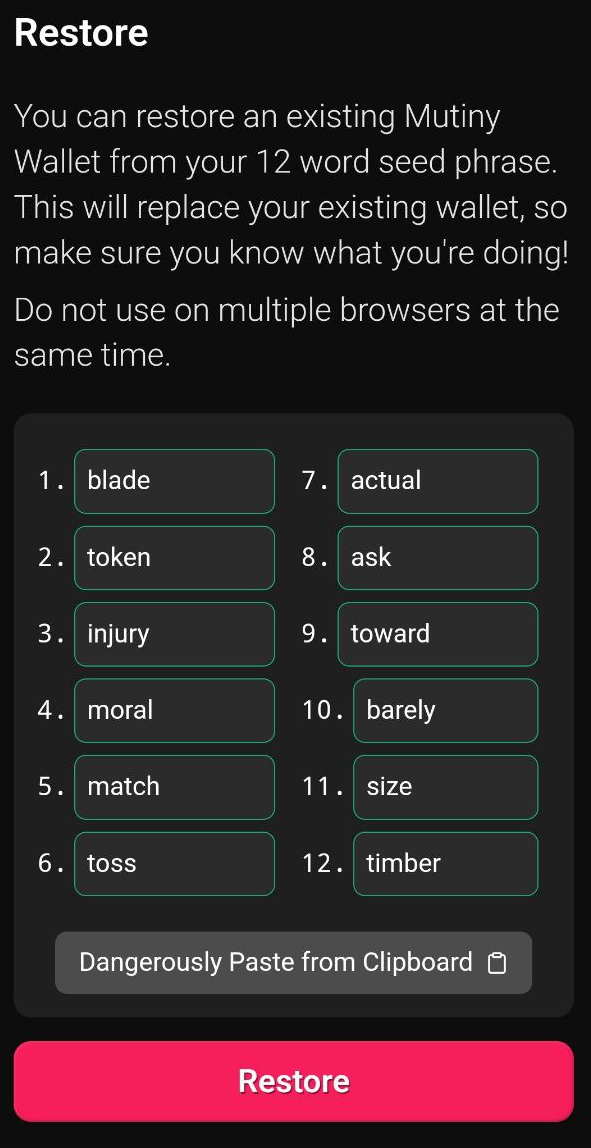 Restore
You can restore an existing Mutiny
Wallet from your 12 word seed phrase.
This will replace your existing wallet, so
make sure you know what you're doing!
Do not use on multiple browsers at the
same time.
1. blade
2. token
3. injury
4. moral
5. match
6. toss
7. actual
8. ask
9. toward
10. barely
11. size
12. timber
Dangerously Paste from Clipboard
Restore